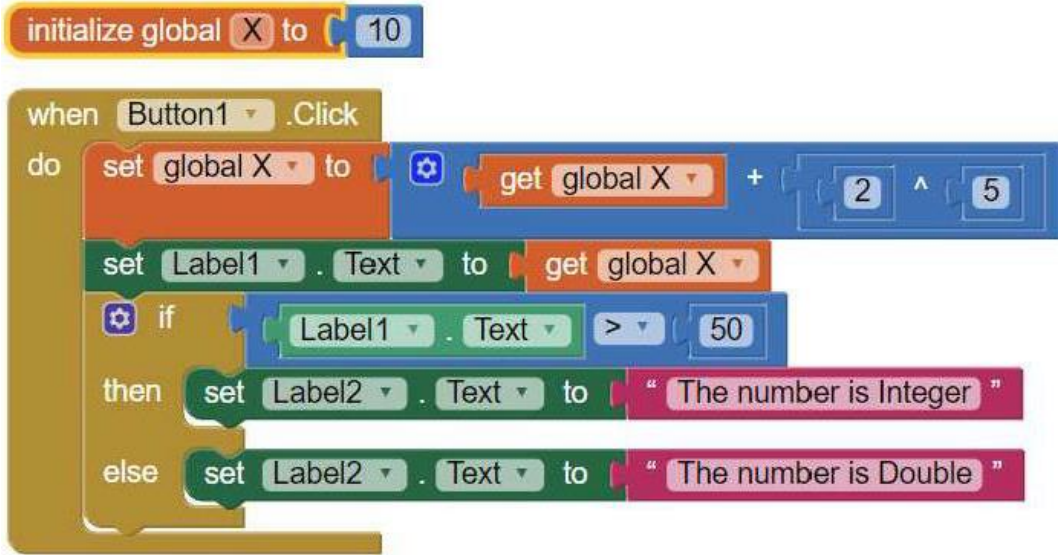 initialize global X to 10
when Button1 .Click
do set global X to get global X + 2 ^ 5
set Label1 . Text to get global X
if Label1 . Text > 50
then set Label2 . Text to “ The number is Integer ”
else set Label2 . Text to “ The number is Double ”